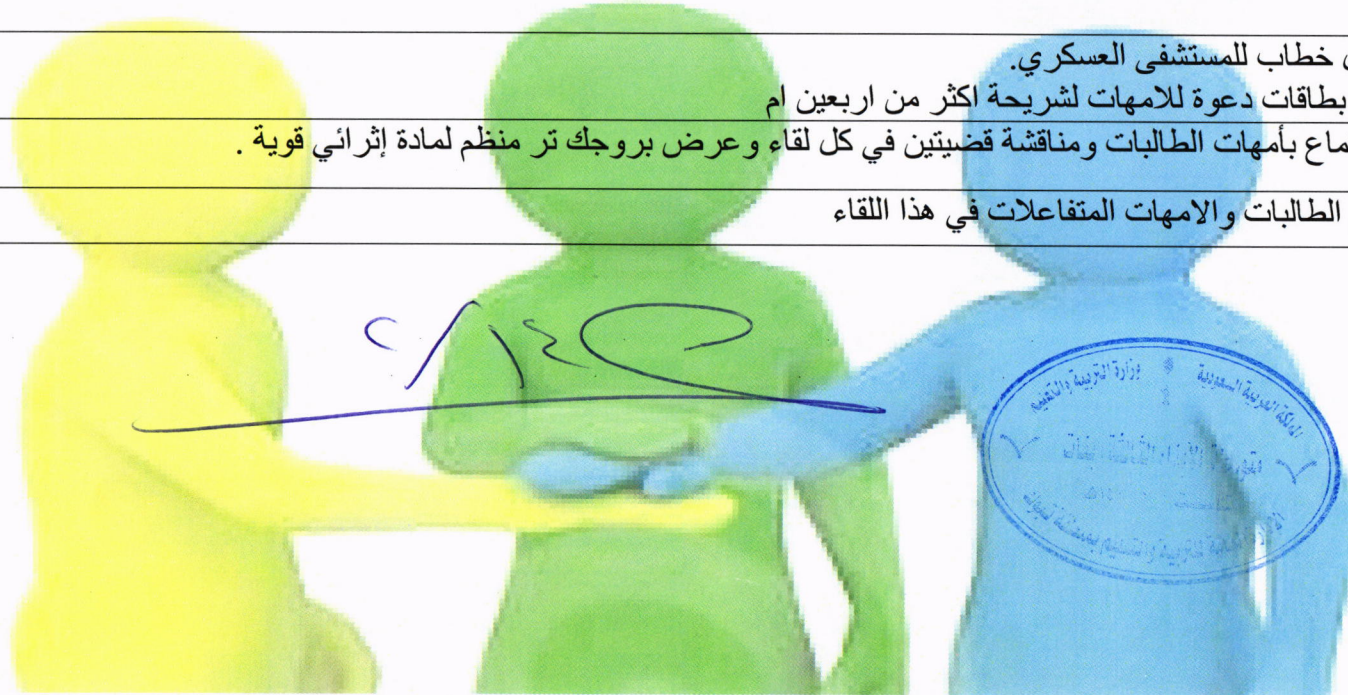 خطاب للمستشفى العسكري.
بطاقات دعوة للامهات لشريحة اكثر من اربعين ام
ماع بأمهات الطالبات ومناقشة قضيتين في كل لقاء وعرض بروجك تر منظم لمادة إثرائي قوية .
الطالبات والامهات المتفاعلات في هذا اللقاء
المملكة العربية السعودية
وزارة التربية والتعليم